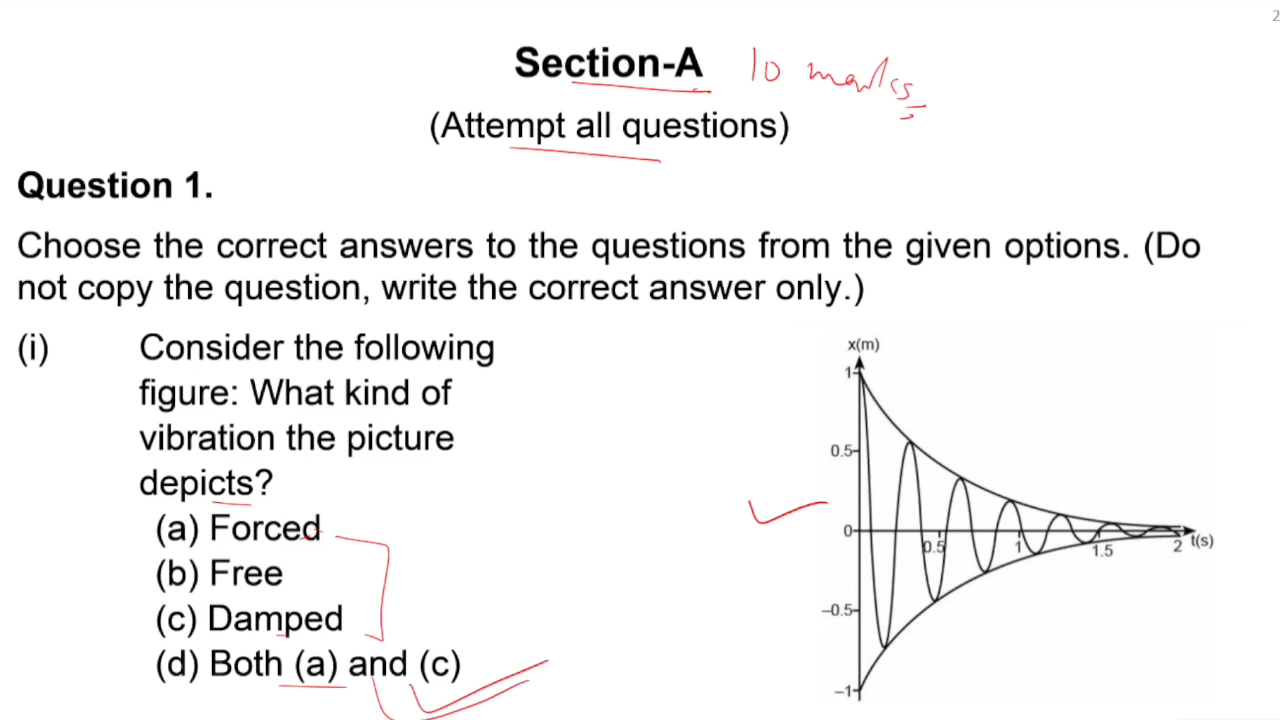 2
Section-A 10 marks
(Attempt all questions)
Question 1.
Choose the correct answers to the questions from the given options. (Do
not copy the question, write the correct answer only.)
(i) Consider the following
figure: What kind of
vibration the picture
depicts?
(a) Forced
(b) Free
(c) Damped
(d) Both (a) and (c)
x(m)
1
0.5
0
0.5 1 1.5 2 t(s)
−0.5
−1